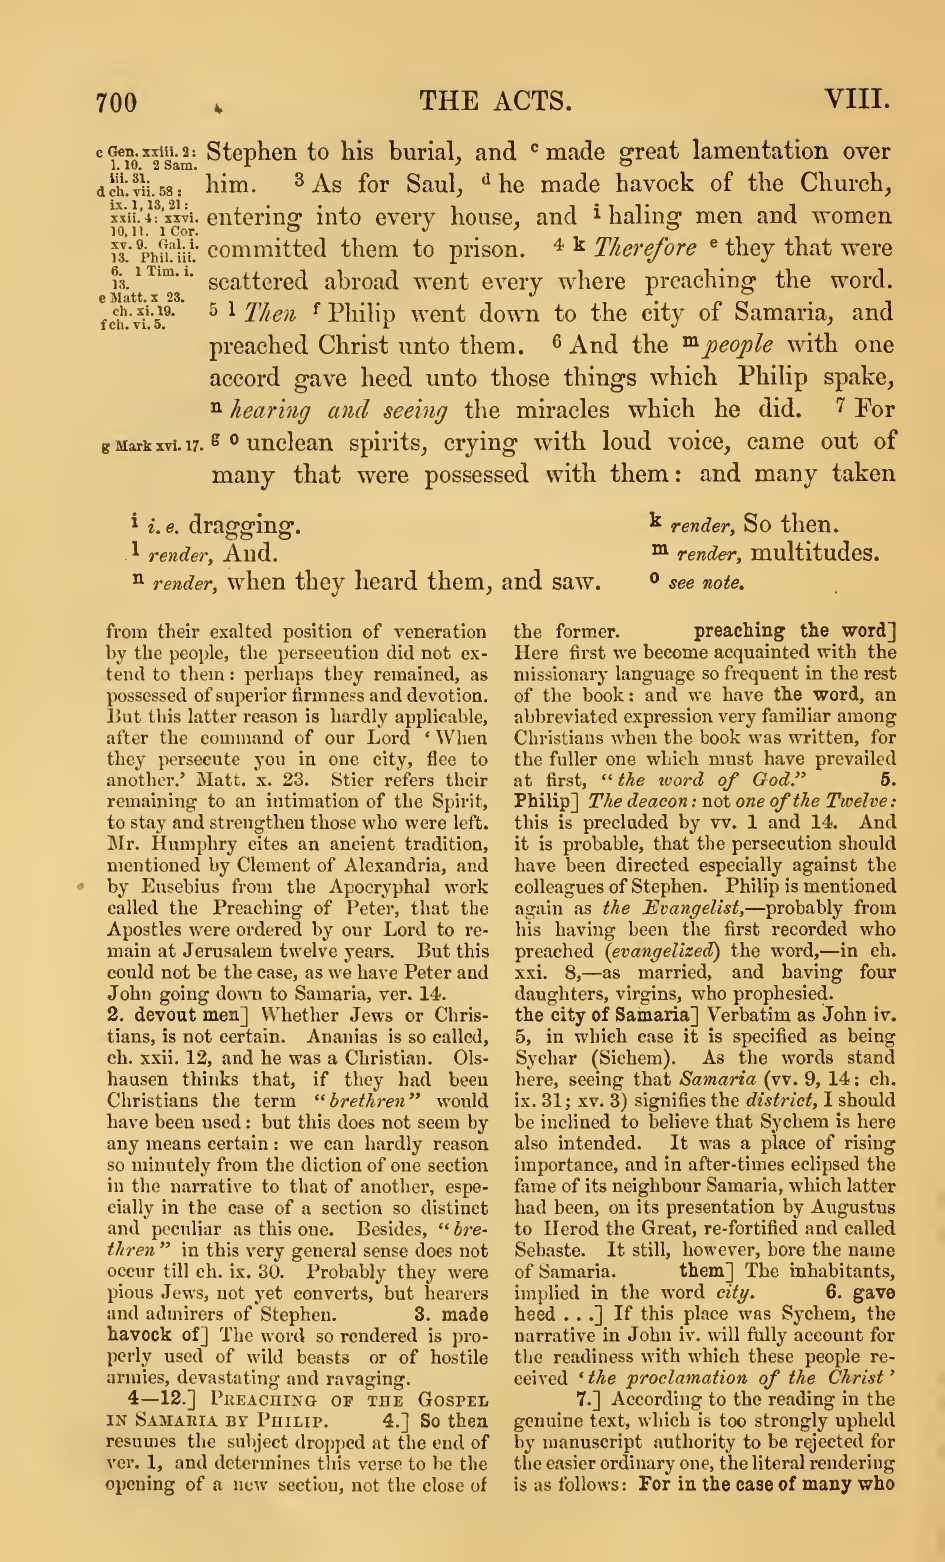 700
THE ACTS.
VIII.
c Gen. xxiii. 2:
l. 10. 2 Sam.
iii. 31.
d ch. vii. 58:
ix. 1, 13, 21:
xxii. 4: xxvi.
10, 11. 1 Cor.
xv. 9. Gal. i.
13. Phil. iii.
6. 1 Tim. i.
13.
e Matt. x 23.
ch. xi. 19.
f ch. vi. 5.
g Mark xvi. 17.
Stephen to his burial, and c made great lamentation over
him. 3 As for Saul, d he made havock of the Church,
entering into every house, and i haling men and women
committed them to prison. 4 k Therefore e they that were
scattered abroad went every where preaching the word.
5 l Then f Philip went down to the city of Samaria, and
preached Christ unto them. 6 And the m people with one
accord gave heed unto those things which Philip spake,
n hearing and seeing the miracles which he did. 7 For
g o unclean spirits, crying with loud voice, came out of
many that were possessed with them: and many taken
i i. e. dragging.
k render, So then.
l render, And.
m render, multitudes.
n render, when they heard them, and saw.
o see note.
from their exalted position of veneration
by the people, the persecution did not ex-
tend to them: perhaps they remained, as
possessed of superior firmness and devotion.
But this latter reason is hardly applicable,
after the command of our Lord ‘When
they persecute you in one city, flee to
another.’ Matt. x. 23. Stier refers their
remaining to an intimation of the Spirit,
to stay and strengthen those who were left.
Mr. Humphry cites an ancient tradition,
mentioned by Clement of Alexandria, and
by Eusebius from the Apocryphal work
called the Preaching of Peter, that the
Apostles were ordered by our Lord to re-
main at Jerusalem twelve years. But this
could not be the case, as we have Peter and
John going down to Samaria, ver. 14.
2. devout men] Whether Jews or Chris-
tians, is not certain. Ananias is so called,
ch. xxii. 12, and he was a Christian. Ols-
hausen thinks that, if they had been
Christians the term “brethren” would
have been used: but this does not seem by
any means certain: we can hardly reason
so minutely from the diction of one section
in the narrative to that of another, espe-
cially in the case of a section so distinct
and peculiar as this one. Besides, “bre-
thren” in this very general sense does not
occur till ch. ix. 30. Probably they were
pious Jews, not yet converts, but hearers
and admirers of Stephen. 3. made
havock of] The word so rendered is pro-
perly used of wild beasts or of hostile
armies, devastating and ravaging.
4—12.] PREACHING OF THE GOSPEL
IN SAMARIA BY PHILIP. 4.] So then
resumes the subject dropped at the end of
ver. 1, and determines this verse to be the
opening of a new section, not the close of
the former. preaching the word]
Here first we become acquainted with the
missionary language so frequent in the rest
of the book: and we have the word, an
abbreviated expression very familiar among
Christians when the book was written, for
the fuller one which must have prevailed
at first, “the word of God.” 5.
Philip] The deacon: not one of the Twelve:
this is precluded by vv. 1 and 14. And
it is probable, that the persecution should
have been directed especially against the
colleagues of Stephen. Philip is mentioned
again as the Evangelist,—probably from
his having been the first recorded who
preached (evangelized) the word,—in ch.
xxi. 8,—as married, and having four
daughters, virgins, who prophesied.
the city of Samaria] Verbatim as John iv.
5, in which case it is specified as being
Sychar (Sichem). As the words stand
here, seeing that Samaria (vv. 9, 14; ch.
ix. 31; xv. 3) signifies the district, I should
be inclined to believe that Sychem is here
also intended. It was a place of rising
importance, and in after-times eclipsed the
fame of its neighbour Samaria, which latter
had been, on its presentation by Augustus
to Herod the Great, re-fortified and called
Sebaste. It still, however, bore the name
of Samaria. them] The inhabitants,
implied in the word city. 6. gave
heed . . .] If this place was Sychem, the
narrative in John iv. will fully account for
the readiness with which these people re-
ceived ‘the proclamation of the Christ’
7.] According to the reading in the
genuine text, which is too strongly upheld
by manuscript authority to be rejected for
the easier ordinary one, the literal rendering
is as follows: For in the case of many who